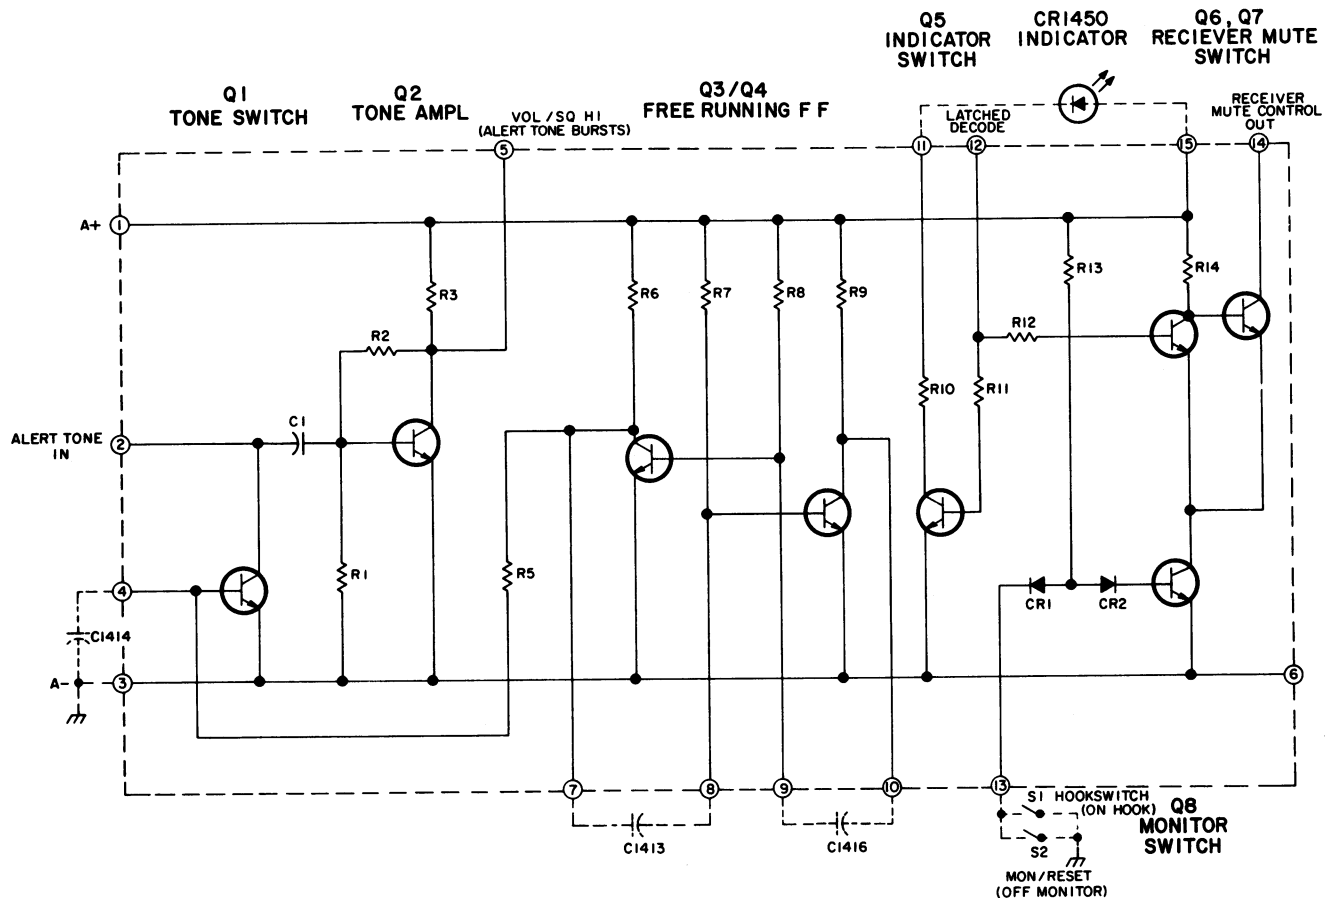 Q1
TONE SWITCH
Q2
TONE AMPL
VOL/SQ HI
(ALERT TONE BURSTS)
Q3/Q4
FREE RUNNING F F
Q5
INDICATOR
SWITCH
CR1450
INDICATOR
Q6, Q7
RECIEVER MUTE
SWITCH
LATCHED
DECODE
RECEIVER
MUTE CONTROL
OUT
5
11
12
15
14
A+
1
R3
R6
R7
R8
R9
R13
R14
R2
R12
R10
R11
ALERT TONE
IN
2
C1
4
R1
R5
CR1
CR2
C1414
A-
3
6
7
8
9
10
13
C1413
C1416
S1 HOOKSWITCH
(ON HOOK)
S2
MON/RESET
(OFF MONITOR)
Q8
MONITOR
SWITCH